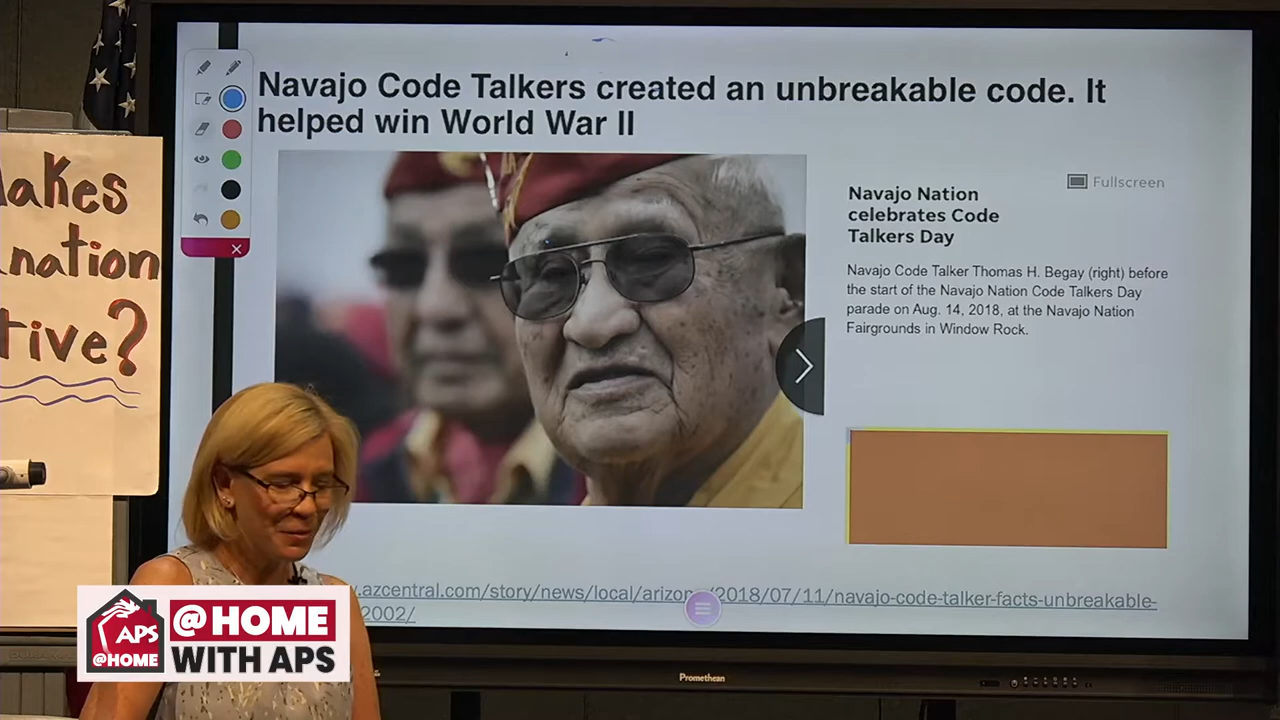 Navajo Code Talkers created an unbreakable code. It
helped win World War II
akes
nation
tive?
Fullscreen
Navajo Nation
celebrates Code
Talkers Day
Navajo Code Talker Thomas H. Begay (right) before
the start of the Navajo Nation Code Talkers Day
parade on Aug. 14, 2018, at the Navajo Nation
Fairgrounds in Window Rock.
.azcentral.com/story/news/local/arizon /2018/07/11/navajo-code-talker-facts-unbreakable-
2002/
APS
@HOME
@HOME
WITH APS
Promethean